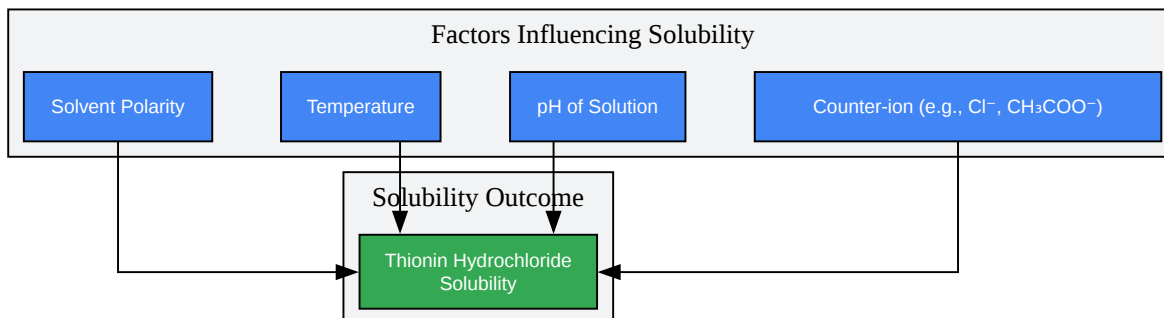 Factors Influencing Solubility
Solvent Polarity
Temperature
pH of Solution
Counter-ion (e.g., Cl⁻, CH₃COO⁻)
Solubility Outcome
Thionin Hydrochloride
Solubility